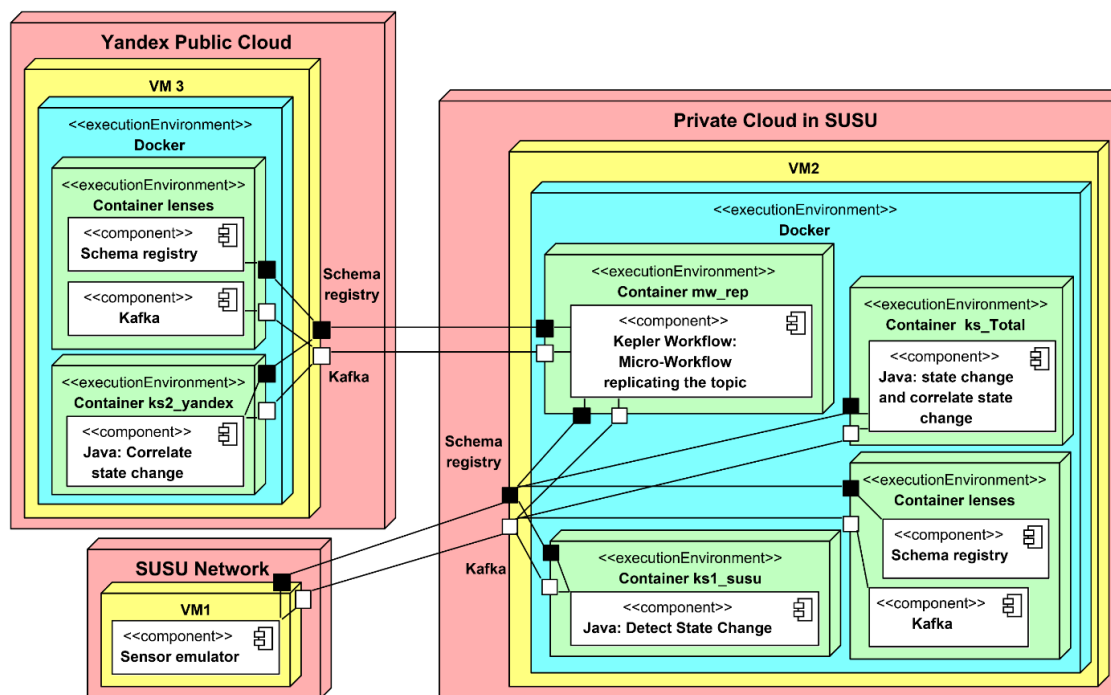 Yandex Public Cloud
VM 3
<<executionEnvironment>>
Docker
<<executionEnvironment>>
Container lenses
<<component>>
Schema registry
<<component>>
Kafka
<<executionEnvironment>>
Container ks2_yandex
<<component>>
Java: Correlate
state change
Schema
registry
Kafka
SUSU Network
VM1
<<component>>
Sensor emulator
Private Cloud in SUSU
VM2
<<executionEnvironment>>
Docker
<<executionEnvironment>>
Container mw_rep
<<component>>
Kepler Workflow:
Micro-Workflow
replicating the topic
<<executionEnvironment>>
Container ks_Total
<<component>>
Java: state change
and correlate state
change
Schema
registry
Kafka
<<executionEnvironment>>
Container lenses
<<component>>
Schema registry
<<component>>
Kafka
<<executionEnvironment>>
Container ks1_susu
<<component>>
Java: Detect State Change